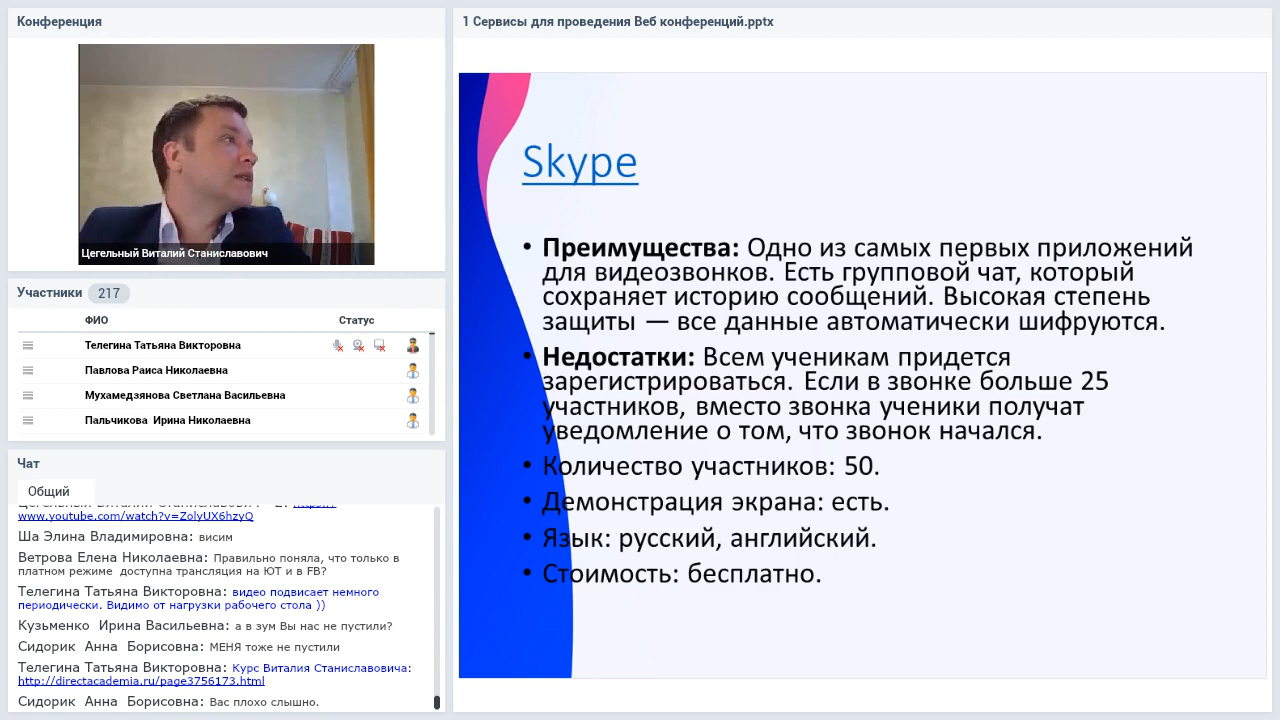 Конференция
Цегельный Виталий Станиславович
Участники 217
ФИО Статус
Телегина Татьяна Викторовна
Павлова Раиса Николаевна
Мухамедзянова Светлана Васильевна
Пальчикова Ирина Николаевна
Чат
Общий
www.youtube.com/watch?v=ZolyUX6hzyQ
Ша Элина Владимировна: висим
Ветрова Елена Николаевна: Правильно поняла, что только в
платном режиме доступна трансляция на ЮТ и в FB?
Телегина Татьяна Викторовна: видео подвисает немного
периодически. Видимо от нагрузки рабочего стола ))
Кузьменко Ирина Васильевна: а в зум Вы нас не пустили?
Сидорик Анна Борисовна: МЕНЯ тоже не пустили
Телегина Татьяна Викторовна: Курс Виталия Станиславовича:
http://directacademia.ru/page3756173.html
Сидорик Анна Борисовна: Вас плохо слышно.
1 Сервисы для проведения Веб конференций.pptx
Skype
• Преимущества: Одно из самых первых приложений
для видеозвонков. Есть групповой чат, который
сохраняет историю сообщений. Высокая степень
защиты — все данные автоматически шифруются.
• Недостатки: Всем ученикам придется
зарегистрироваться. Если в звонке больше 25
участников, вместо звонка ученики получат
уведомление о том, что звонок начался.
• Количество участников: 50.
• Демонстрация экрана: есть.
• Язык: русский, английский.
• Стоимость: бесплатно.